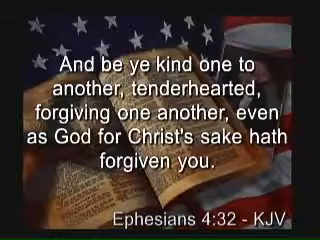 And be ye kind one to
another, tenderhearted,
forgiving one another, even
as God for Christ's sake hath
forgiven you.
Ephesians 4:32 - KJV